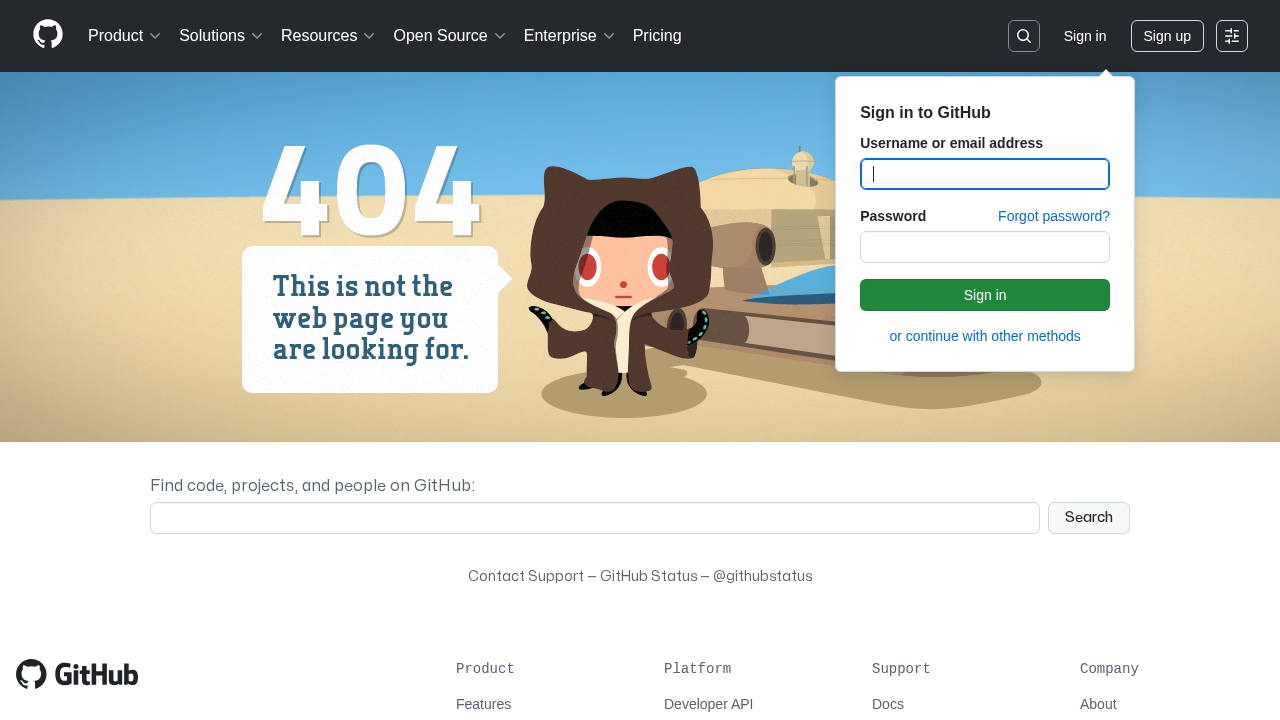 Product
Solutions
Resources
Open Source
Enterprise
Pricing
Sign in
Sign up
404
This is not the
web page you
are looking for.
Sign in to GitHub
Username or email address
Password
Forgot password?
Sign in
or continue with other methods
Find code, projects, and people on GitHub:
Search
Contact Support — GitHub Status — @githubstatus
GitHub
Product
Platform
Support
Company
Features
Developer API
Docs
About